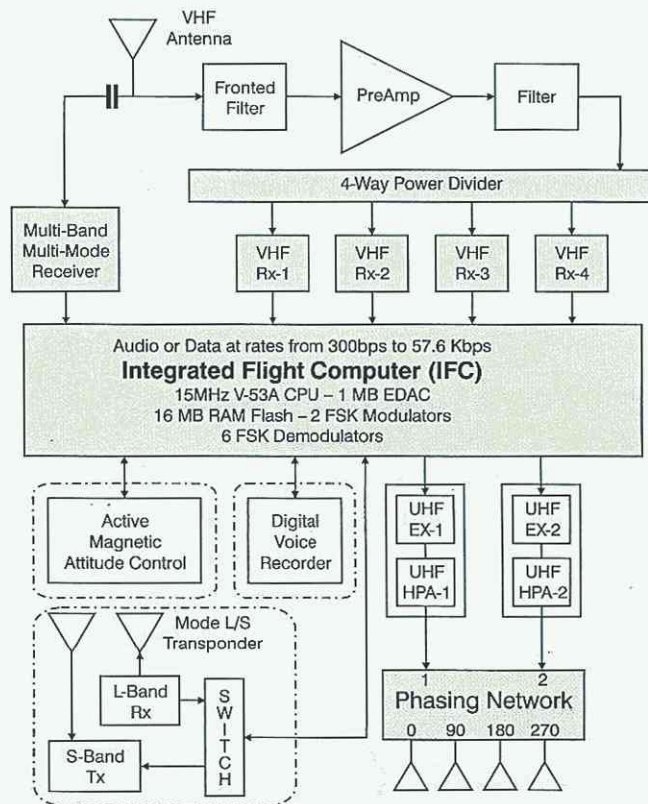 VHF
Antenna
Fronted
Filter
PreAmp
Filter
4-Way Power Divider
Multi-Band
Multi-Mode
Receiver
VHF
Rx-1
VHF
Rx-2
VHF
Rx-3
VHF
Rx-4
Audio or Data at rates from 300bps to 57.6 Kbps
Integrated Flight Computer (IFC)
15MHz V-53A CPU – 1 MB EDAC
16 MB RAM Flash – 2 FSK Modulators
6 FSK Demodulators
Active
Magnetic
Attitude Control
Digital
Voice
Recorder
UHF
EX-1
UHF
HPA-1
UHF
EX-2
UHF
HPA-2
Mode L/S
Transponder
L-Band
Rx
S-Band
Tx
S
W
I
T
C
H
1 2
Phasing Network
0 90 180 270